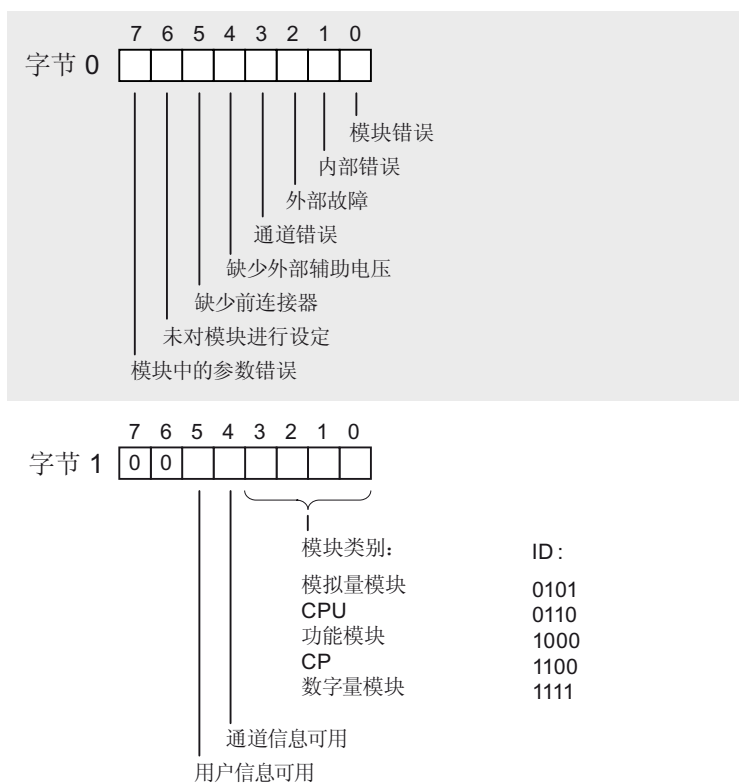 7 6 5 4 3 2 1 0
字节 0
模块错误
内部错误
外部故障
通道错误
缺少外部辅助电压
缺少前连接器
未对模块进行设定
模块中的参数错误
7 6 5 4 3 2 1 0
字节 1 0 0
模块类别: ID:
模拟量模块 0101
CPU 0110
功能模块 1000
CP 1100
数字量模块 1111
通道信息可用
用户信息可用